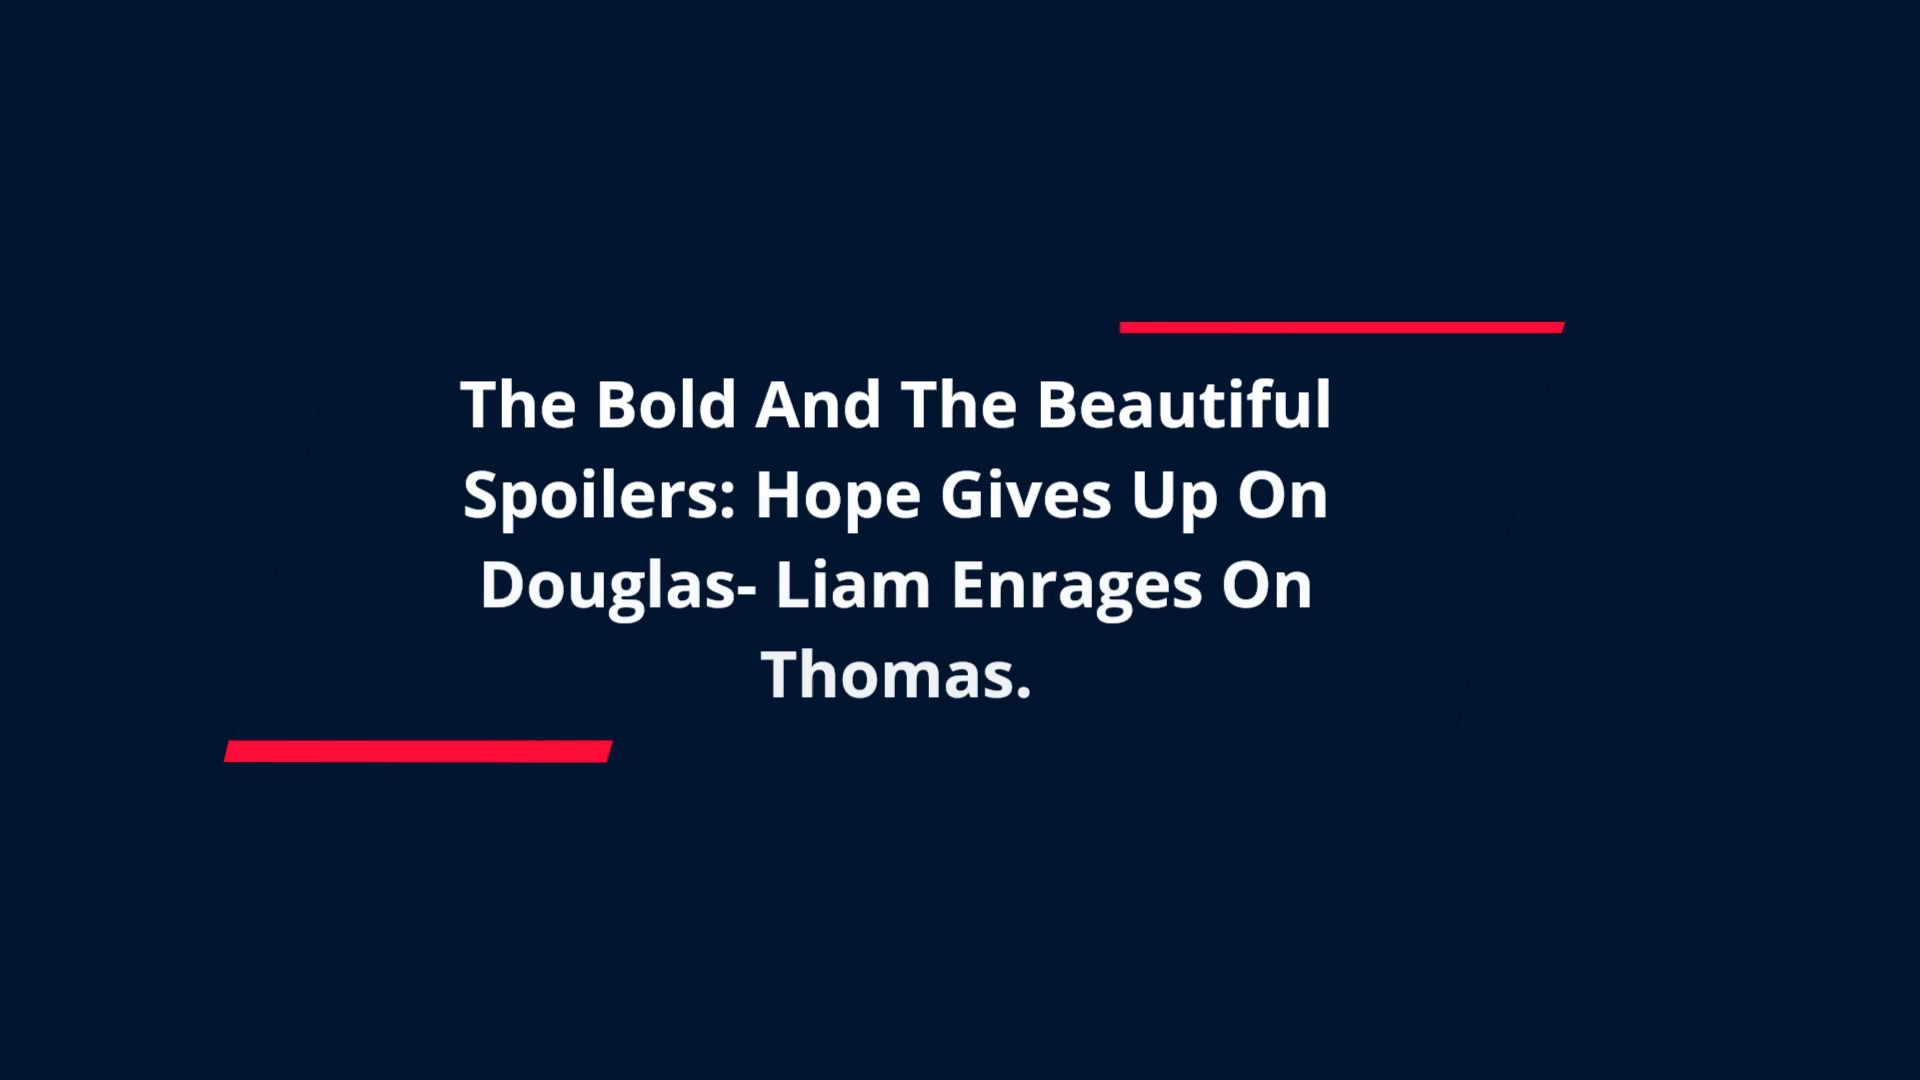 The Bold And The Beautiful
Spoilers: Hope Gives Up On
Douglas- Liam Enrages On
Thomas.